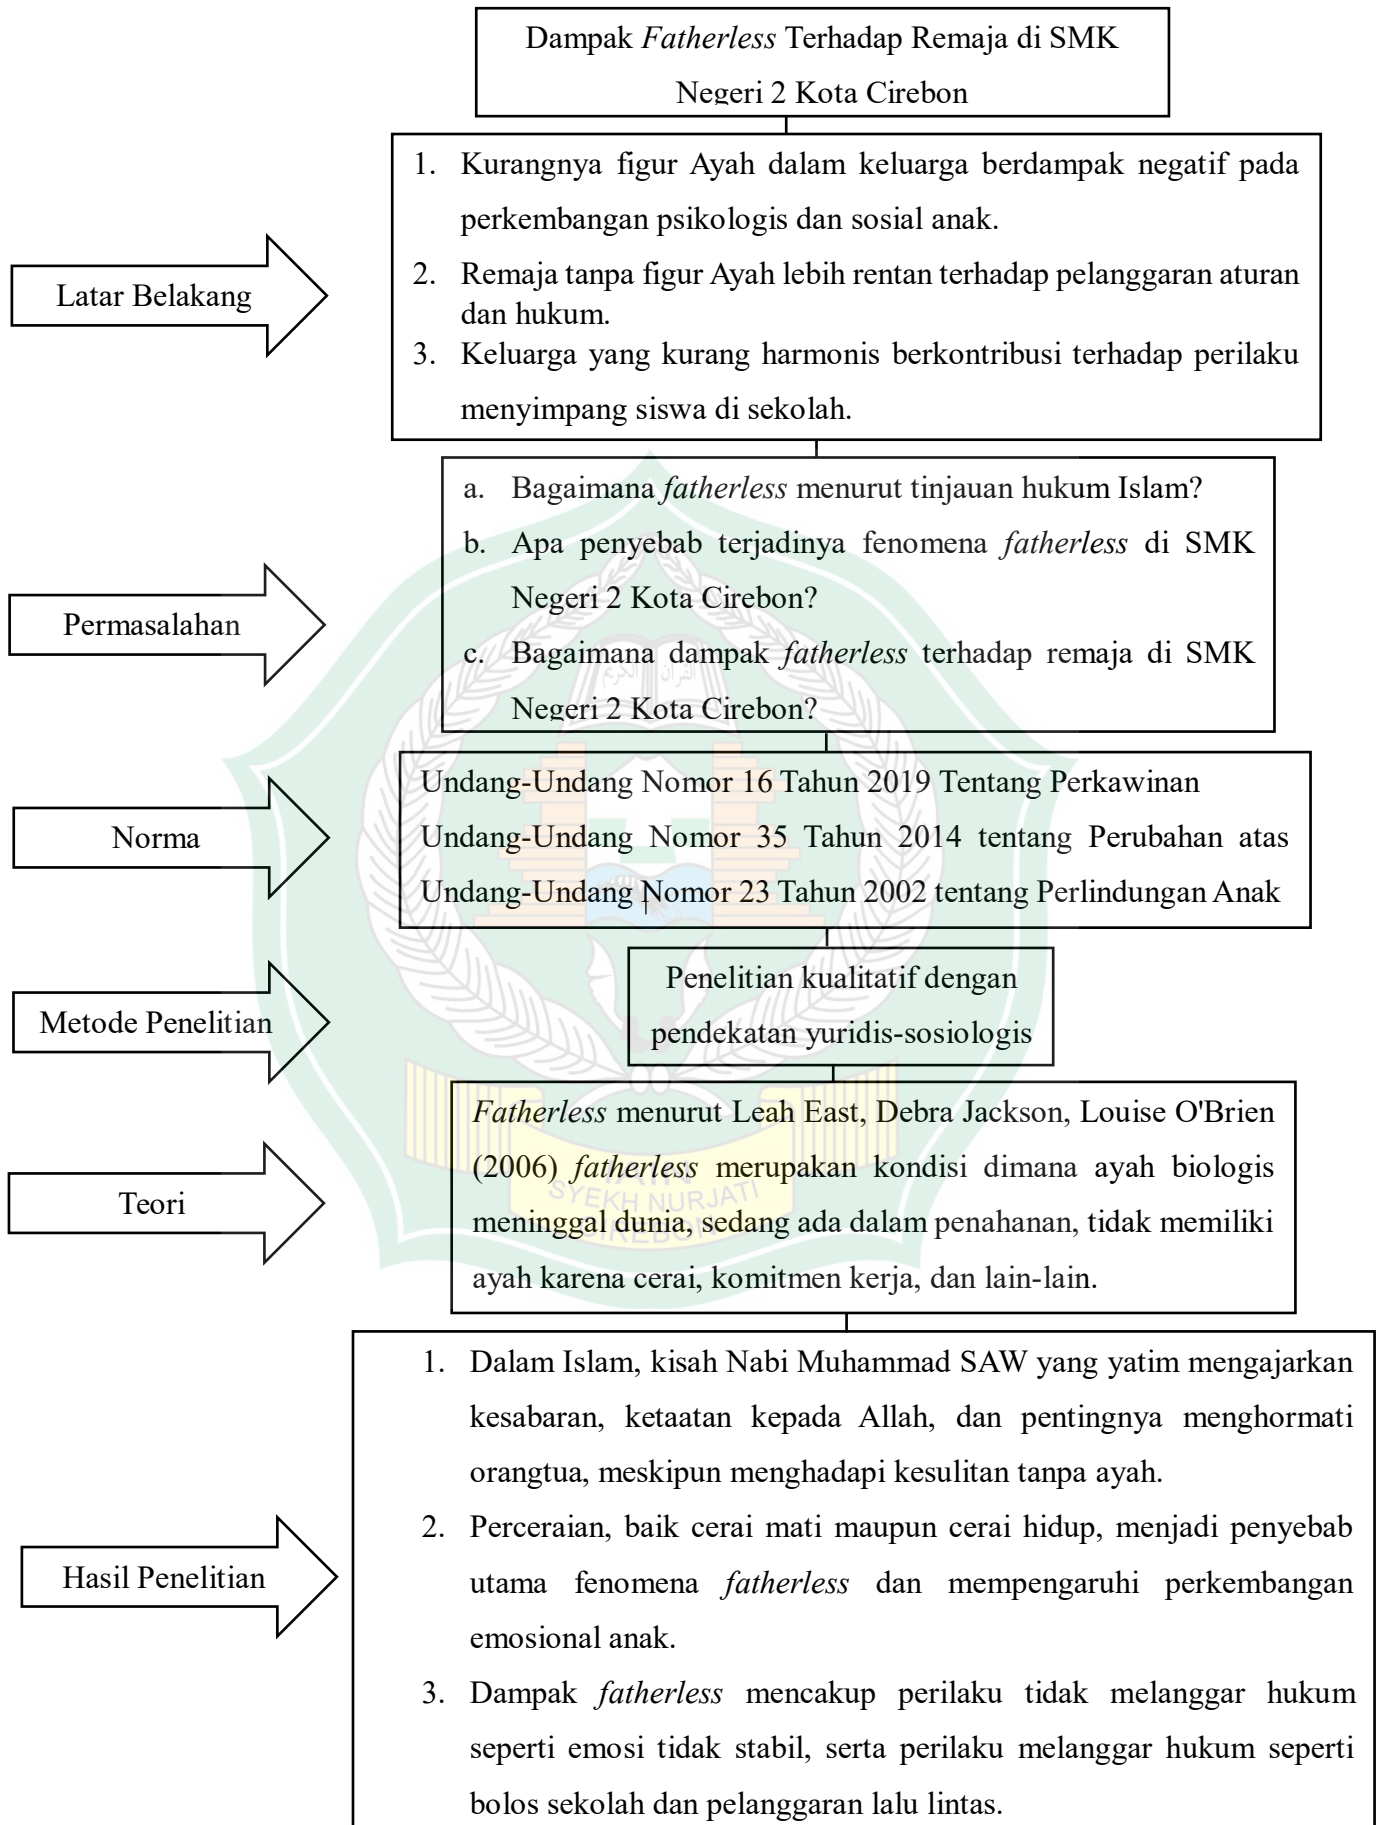 Dampak Fatherless Terhadap Remaja di SMK
Negeri 2 Kota Cirebon
Latar Belakang
1. Kurangnya figur Ayah dalam keluarga berdampak negatif pada
perkembangan psikologis dan sosial anak.
2. Remaja tanpa figur Ayah lebih rentan terhadap pelanggaran aturan
dan hukum.
3. Keluarga yang kurang harmonis berkontribusi terhadap perilaku
menyimpang siswa di sekolah.
Permasalahan
a. Bagaimana fatherless menurut tinjauan hukum Islam?
b. Apa penyebab terjadinya fenomena fatherless di SMK
Negeri 2 Kota Cirebon?
c. Bagaimana dampak fatherless terhadap remaja di SMK
Negeri 2 Kota Cirebon?
القرآن الكريم
Norma
Undang-Undang Nomor 16 Tahun 2019 Tentang Perkawinan
Undang-Undang Nomor 35 Tahun 2014 tentang Perubahan atas
Undang-Undang Nomor 23 Tahun 2002 tentang Perlindungan Anak
Metode Penelitian
Penelitian kualitatif dengan
pendekatan yuridis-sosiologis
Teori
Fatherless menurut Leah East, Debra Jackson, Louise O'Brien
(2006) fatherless merupakan kondisi dimana ayah biologis
meninggal dunia, sedang ada dalam penahanan, tidak memiliki
ayah karena cerai, komitmen kerja, dan lain-lain.
IAIN
SYEKH NURJATI
CIREBON
Hasil Penelitian
1. Dalam Islam, kisah Nabi Muhammad SAW yang yatim mengajarkan
kesabaran, ketaatan kepada Allah, dan pentingnya menghormati
orangtua, meskipun menghadapi kesulitan tanpa ayah.
2. Perceraian, baik cerai mati maupun cerai hidup, menjadi penyebab
utama fenomena fatherless dan mempengaruhi perkembangan
emosional anak.
3. Dampak fatherless mencakup perilaku tidak melanggar hukum
seperti emosi tidak stabil, serta perilaku melanggar hukum seperti
bolos sekolah dan pelanggaran lalu lintas.